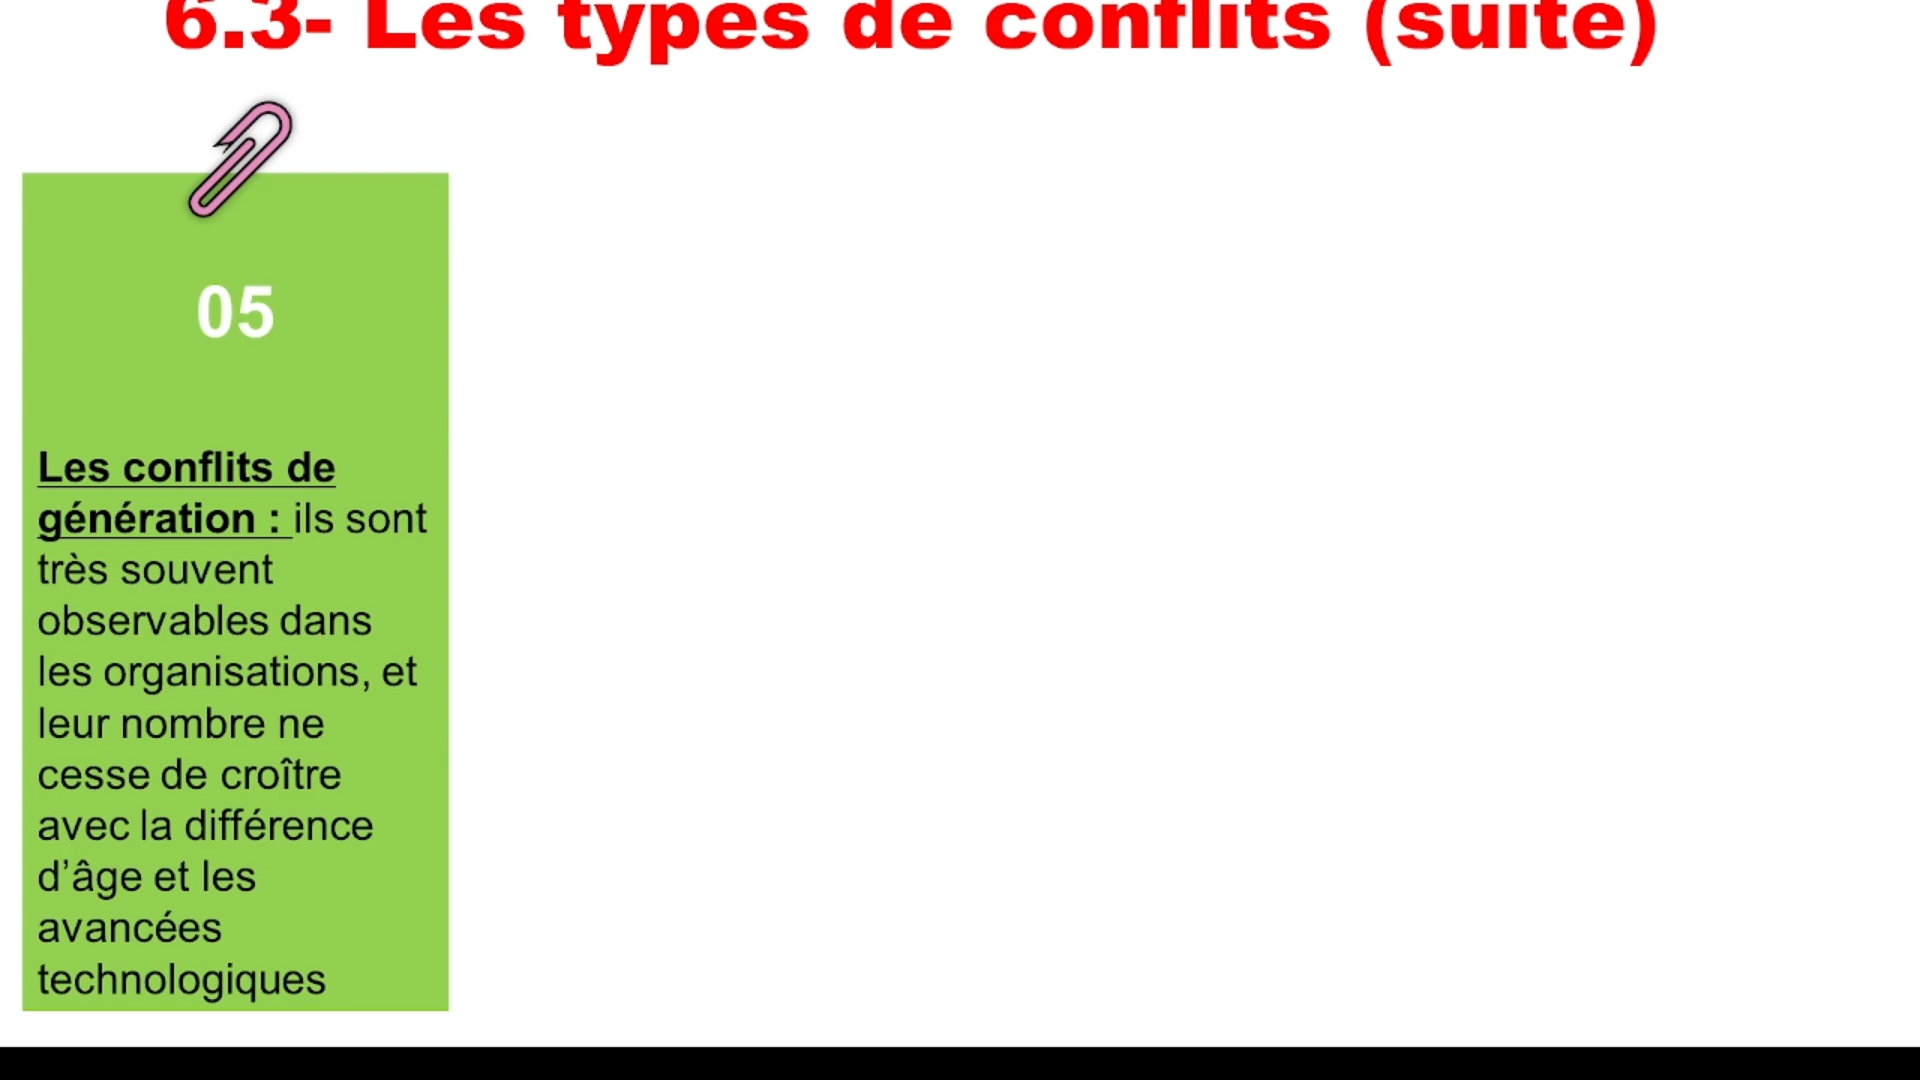 6.3- Les types de conflits (suite)
05
Les conflits de
génération : ils sont
très souvent
observables dans
les organisations, et
leur nombre ne
cesse de croître
avec la différence
d’âge et les
avancées
technologiques